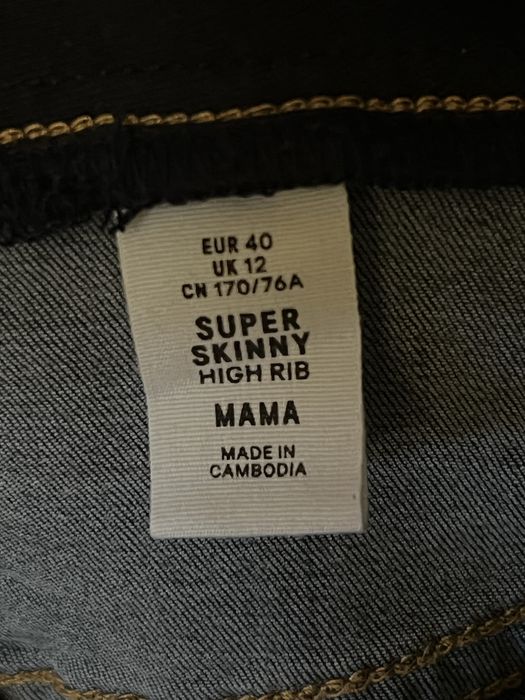 EUR 40
UK 12
CN 170/76A
SUPER
SKINNY
HIGH RIB
MAMA
MADE IN
CAMBODIA